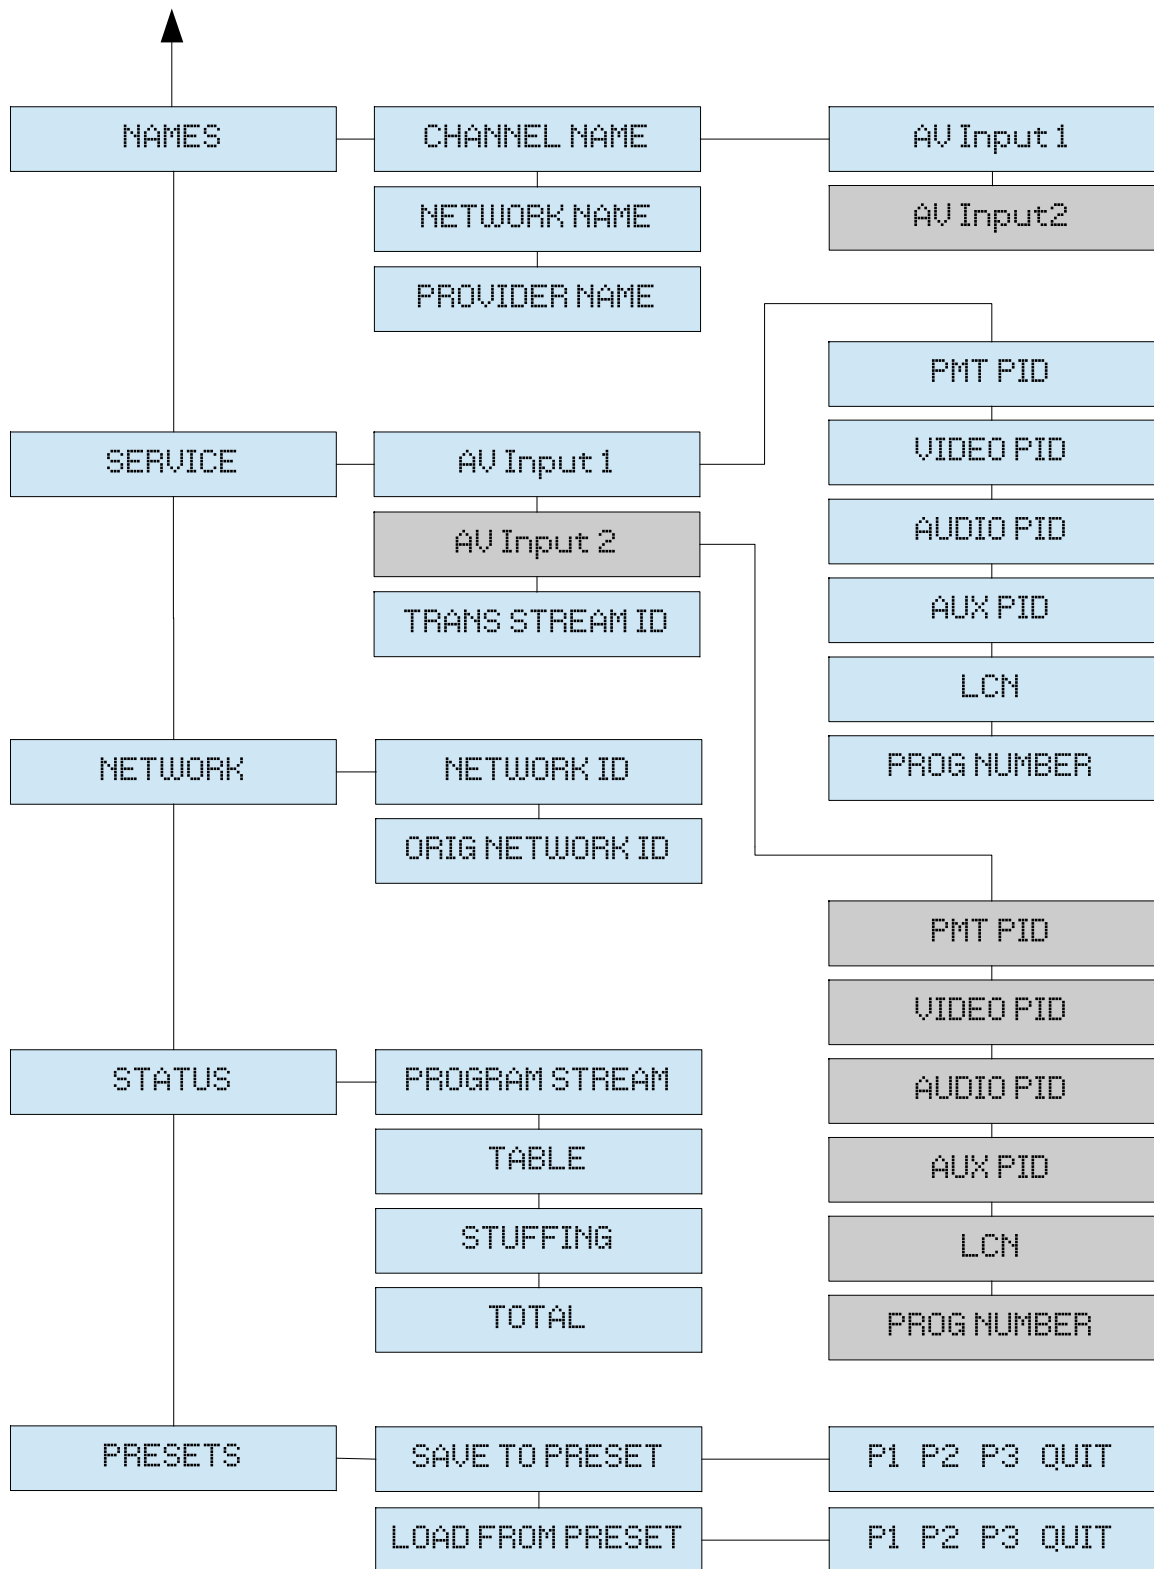 NAMES
CHANNEL NAME
AV Input 1
NETWORK NAME
AV Input2
PROVIDER NAME
PMT PID
SERVICE
AV Input 1
VIDEO PID
AV Input 2
AUDIO PID
TRANS STREAM ID
AUX PID
LCN
NETWORK
NETWORK ID
PROG NUMBER
ORIG NETWORK ID
PMT PID
VIDEO PID
STATUS
PROGRAM STREAM
AUDIO PID
TABLE
AUX PID
STUFFING
LCN
TOTAL
PROG NUMBER
PRESETS
SAVE TO PRESET
P1 P2 P3 QUIT
LOAD FROM PRESET
P1 P2 P3 QUIT